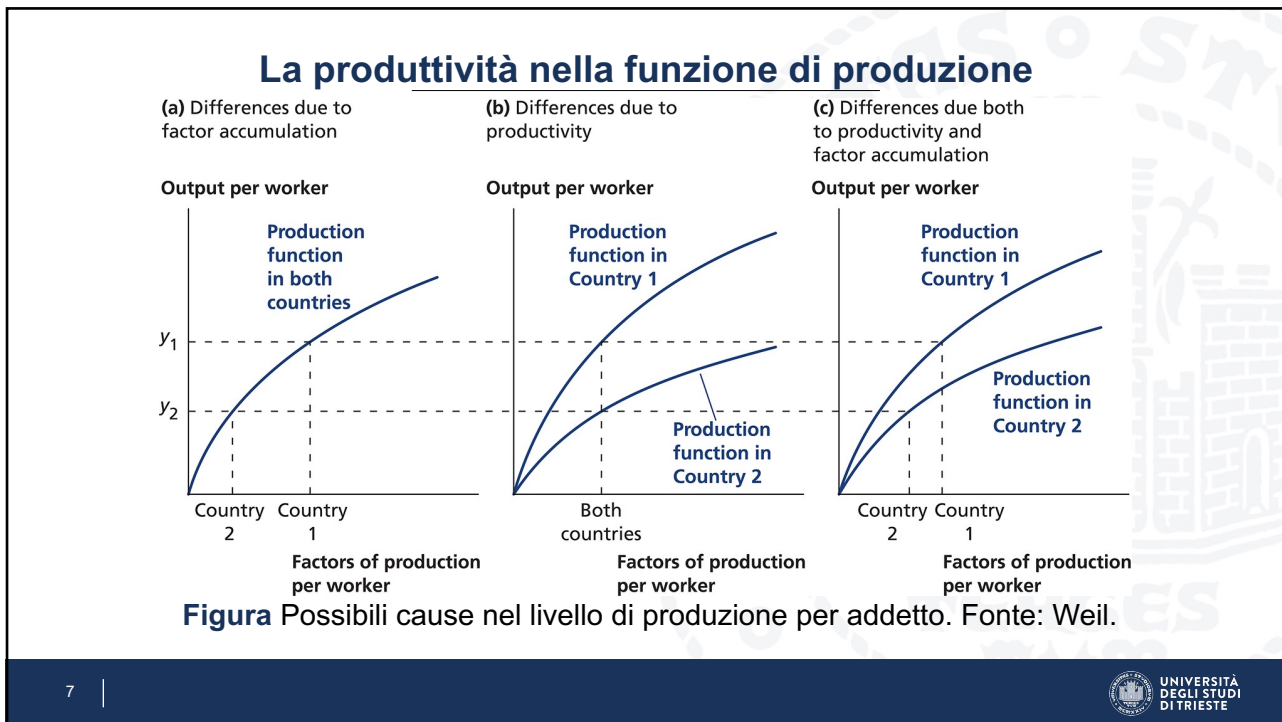 La produttività nella funzione di produzione
(a) Differences due to
factor accumulation
Output per worker
Production
function
in both
countries
y1
y2
Country
2
Country
1
Factors of production
per worker
(b) Differences due to
productivity
Output per worker
Production
function in
Country 1
Production
function in
Country 2
Both
countries
Factors of production
per worker
(c) Differences due both
to productivity and
factor accumulation
Output per worker
Production
function in
Country 1
Production
function in
Country 2
Country
2
Country
1
Factors of production
per worker
Figura Possibili cause nel livello di produzione per addetto. Fonte: Weil.
7
UNIVERSITÀ
DEGLI STUDI
DI TRIESTE